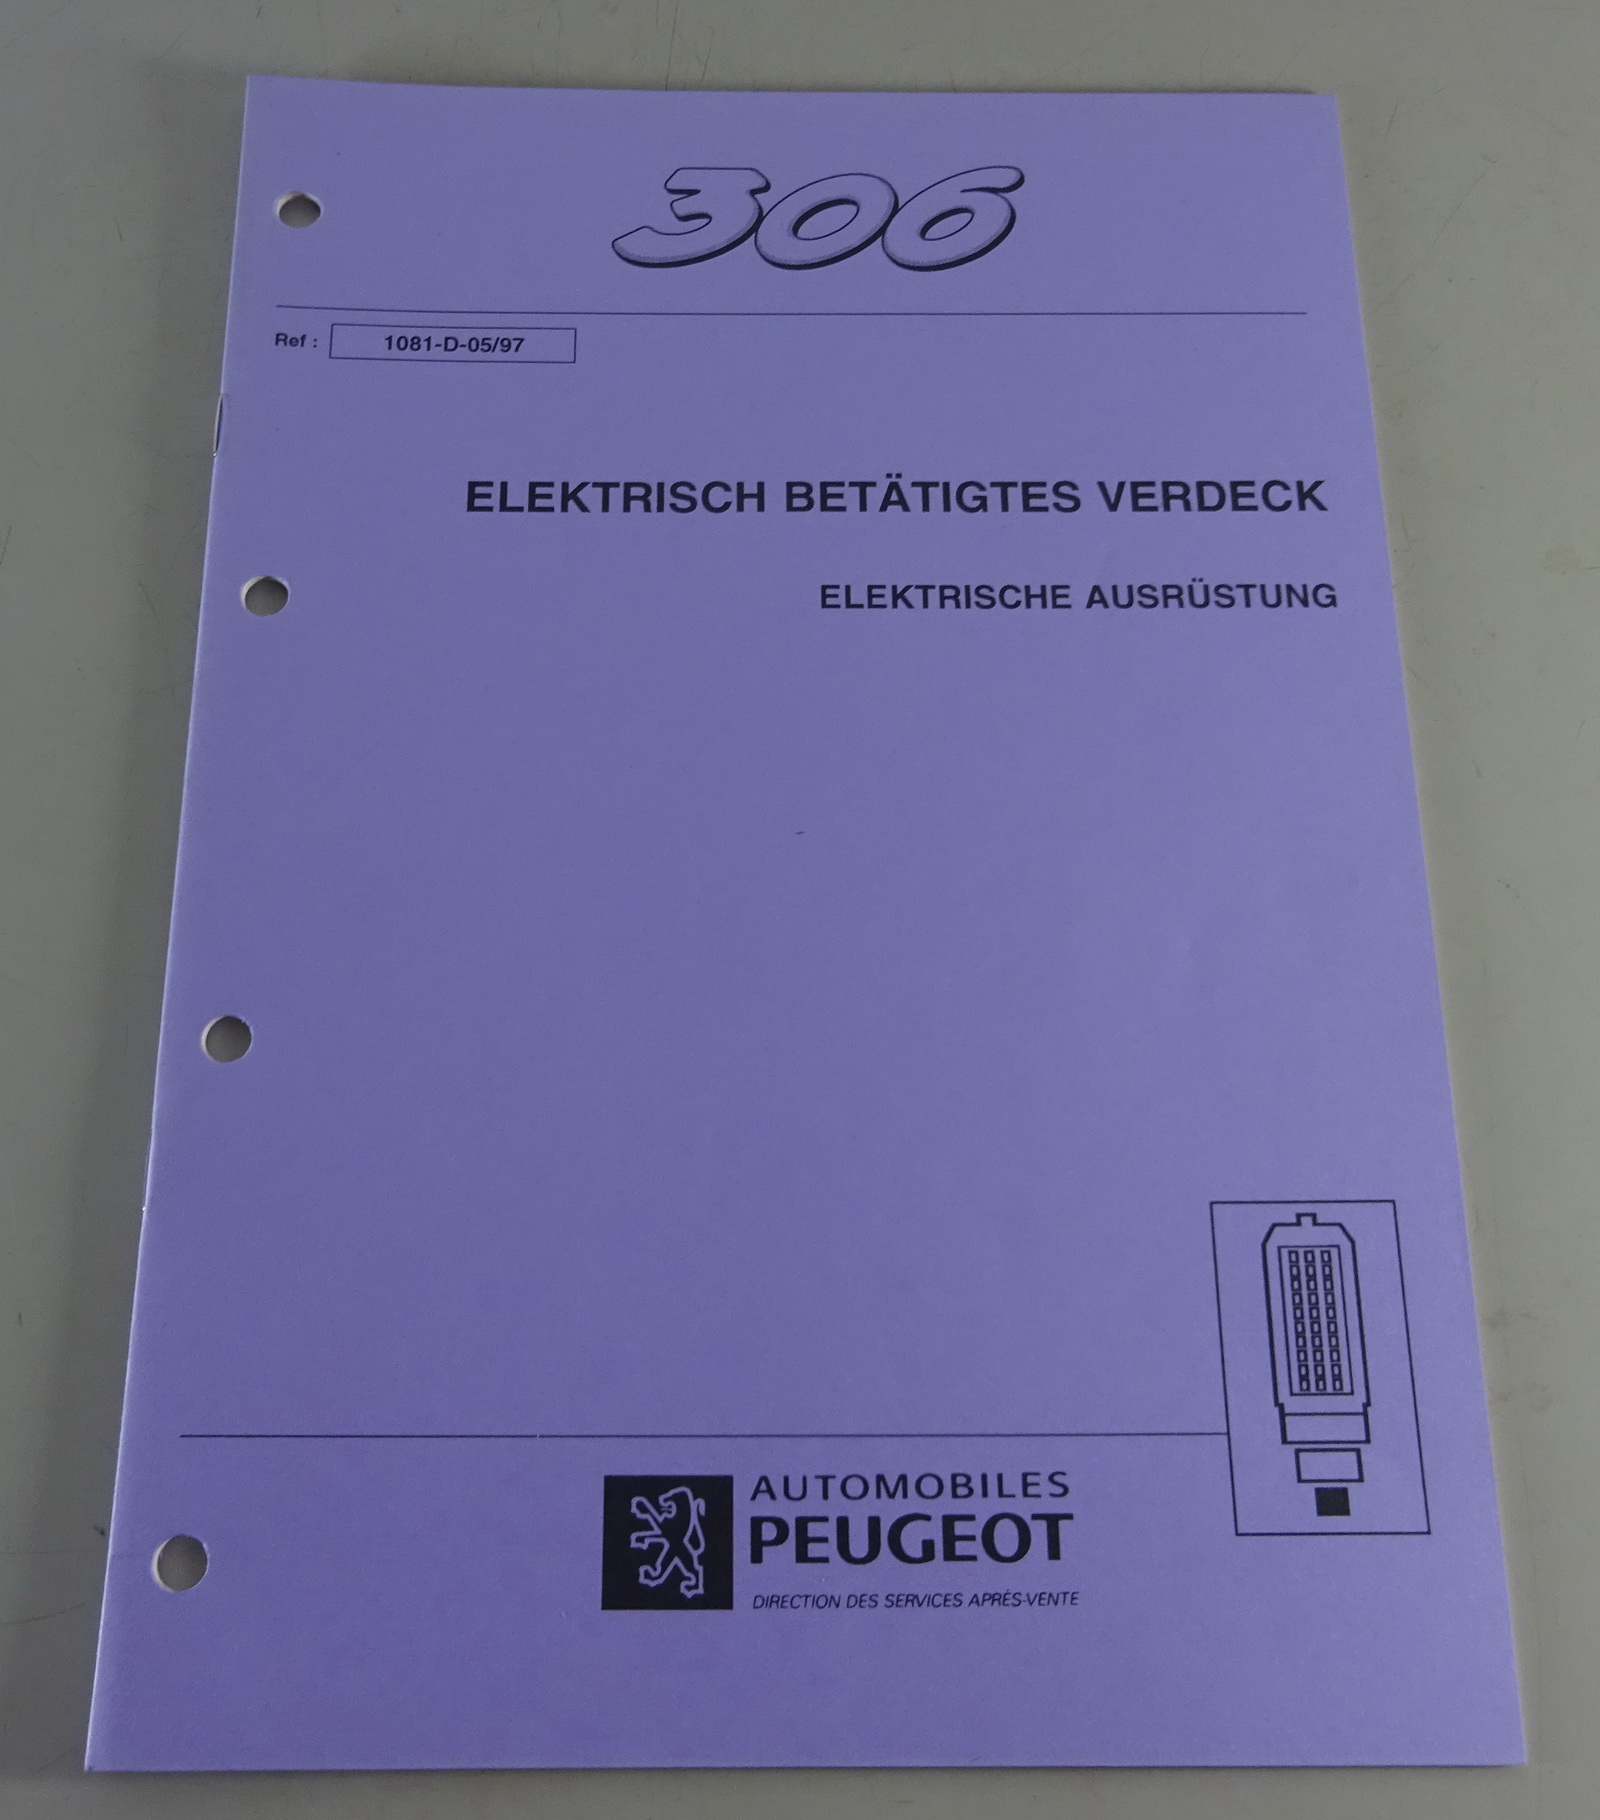 306
Ref : 1081-D-05/97
ELEKTRISCH BETÄTIGTES VERDECK
ELEKTRISCHE AUSRÜSTUNG
AUTOMOBILES
PEUGEOT
DIRECTION DES SERVICES APRÈS-VENTE